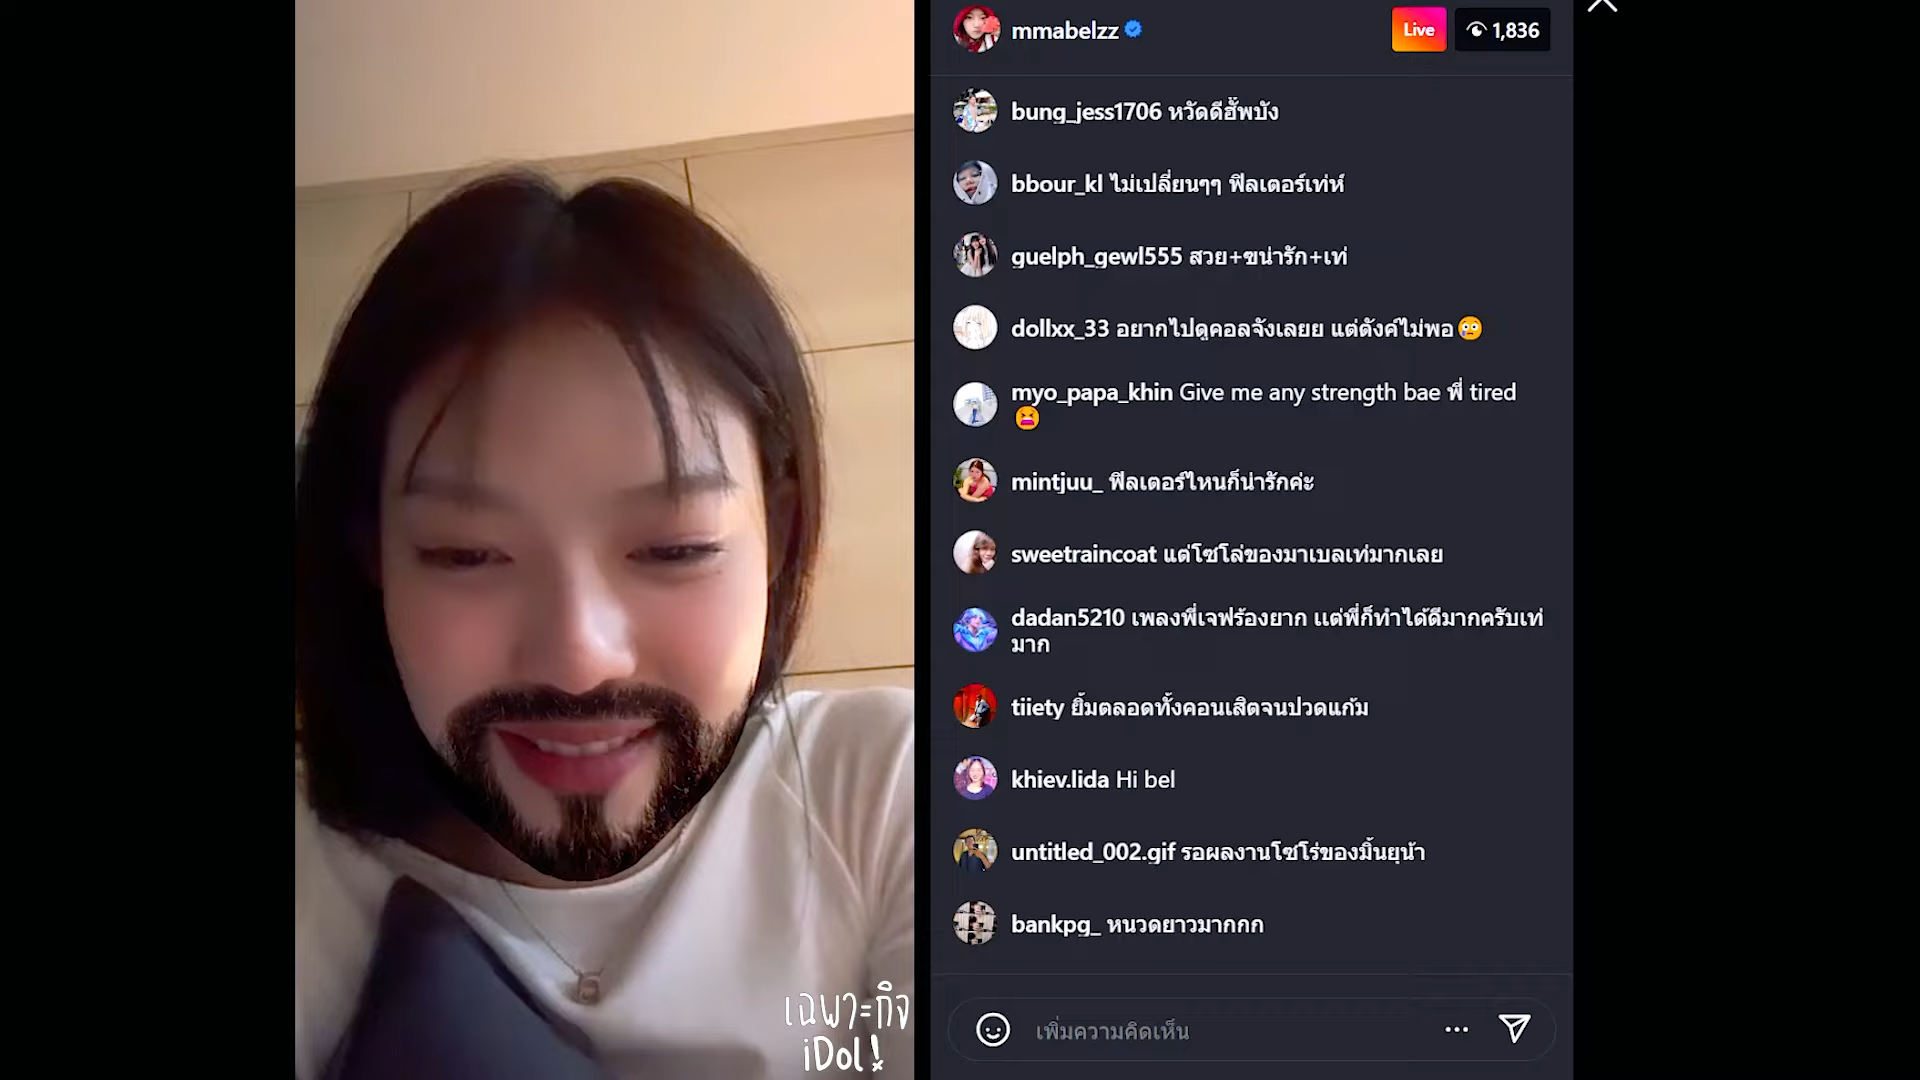 mmabelzz
Live
1,836
bung_jess1706 หวัดดีฮั้พบัง
bbour_kl ไม่เปลี่ยนๆๆ ฟิลเตอร์เท่ห์
guelph_gewl555 สวย+ฃน่ารัก+เท่
dollxx_33 อยากไปดูคอลจังเลยย แต่ตังค์ไม่พอ😢
myo_papa_khin Give me any strength bae พี่ tired
😫
mintjuu_ ฟิลเตอร์ไหนก็น่ารักค่ะ
sweetraincoat แต่โซโล่ของมาเบลเท่มากเลย
dadan5210 เพลงพี่เจฟร้องยาก เเต่พี่ก็ทำได้ดีมากครับเท่
มาก
tiiety ยิ้มตลอดทั้งคอนเสิตจนปวดแก้ม
khiev.lida Hi bel
untitled_002.gif รอผลงานโซโร่ของมิ้นยุน้า
bankpg_ หนวดยาวมากกก
เพิ่มความคิดเห็น
เฉพาะกิจ
iDol!